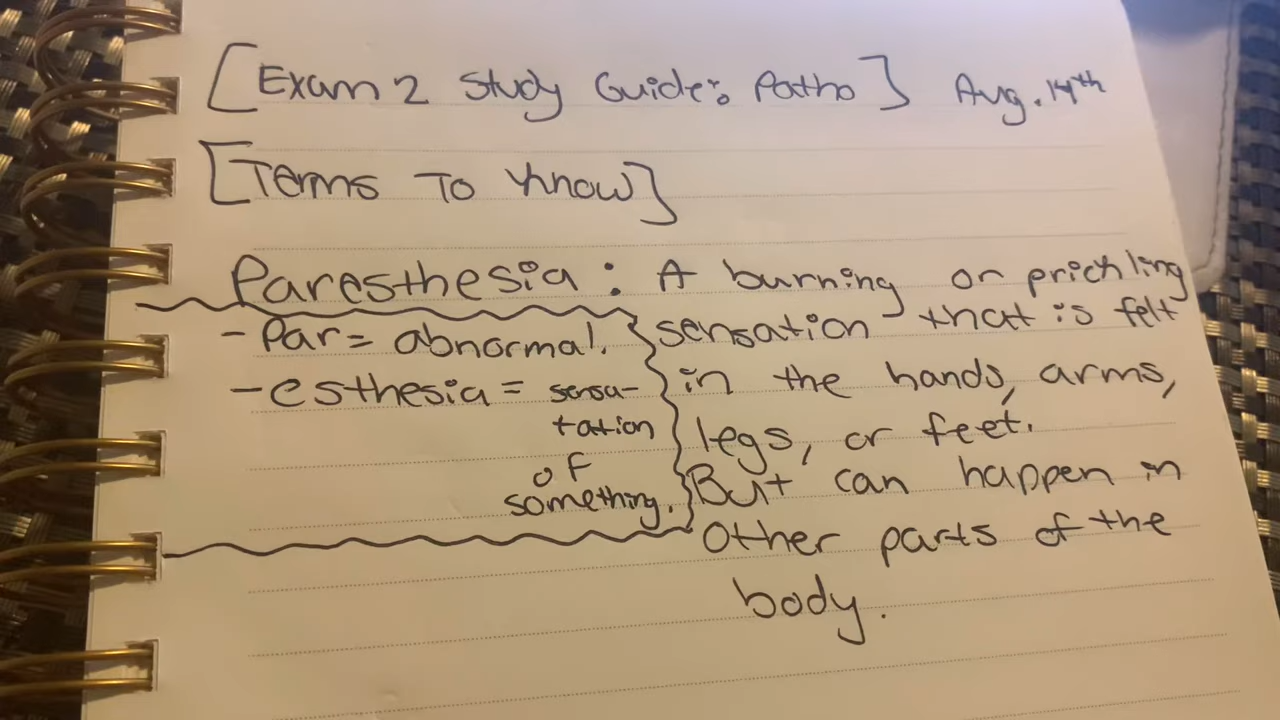 [Exam 2 Study Guide: Patho] Aug. 14th
[Terms To Know]
Paresthesia: A burning or prickling
sensation that is felt
in the hands, arms,
legs, or feet.
But can happen in
other parts of the
body.
- Par = abnormal.
- esthesia = sensa-
tation
of
something.